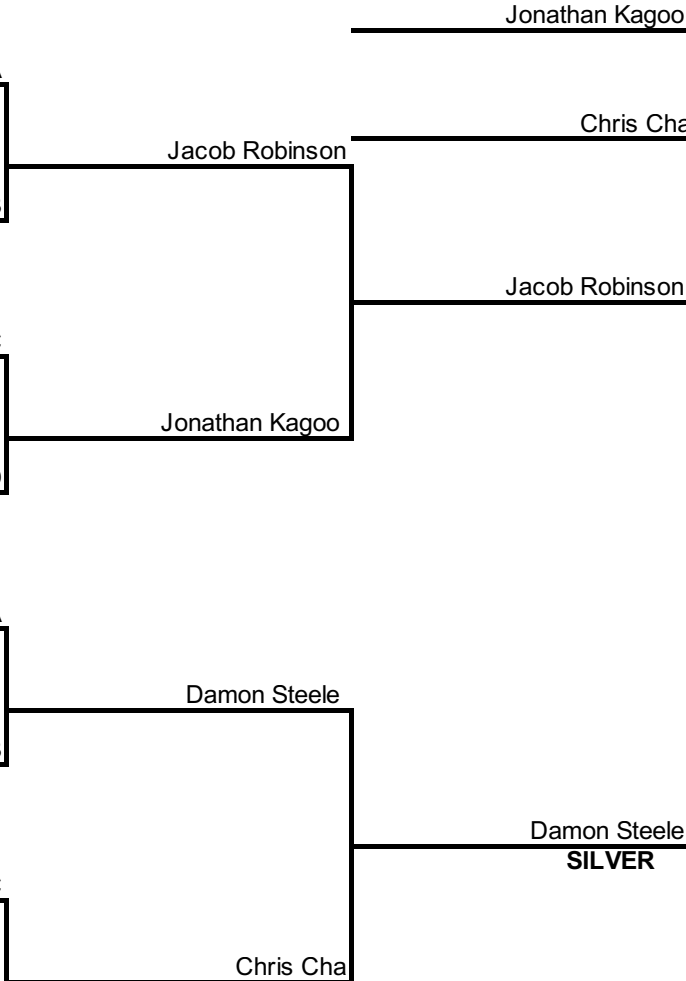 Jonathan Kagoo
Chris Cha
Jacob Robinson
Jacob Robinson
Jonathan Kagoo
Damon Steele
Damon Steele
SILVER
Chris Cha